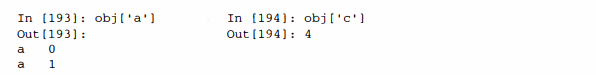 In [193]: obj['a']    In [194]: obj['c']
Out[193]:    Out[194]: 4
a    0
a    1